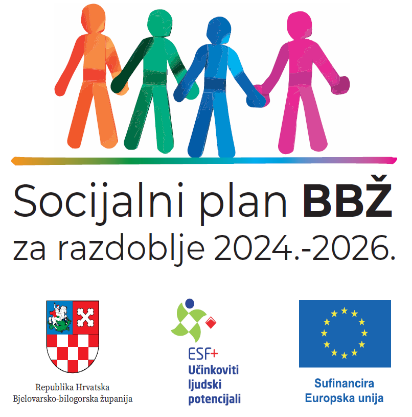 Socijalni plan BBŽ
za razdoblje 2024.-2026.
Republika Hrvatska
Bjelovarsko-bilogorska županija
ESF+
Učinkoviti
ljudski
potencijali
Sufinancira
Europska unija